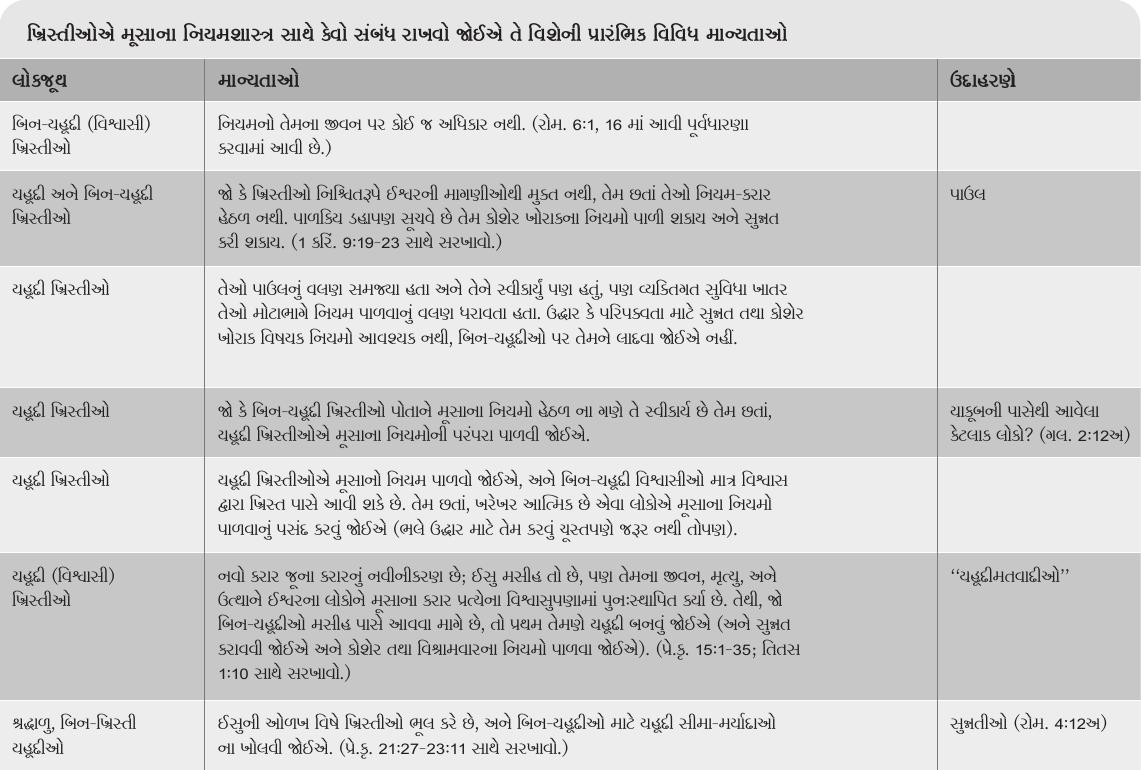 ખ્રિસ્તીઓએ મૂસાના નિયમશાસ્ત્ર સાથે કેવો સંબંધ રાખવો જોઈએ તે વિશેની પ્રારંભિક વિવિધ માન્યતાઓ
લોકજૂથ માન્યતાઓ ઉદાહરણો
બિન-યહૂદી (વિશ્વાસી) નિયમનો તેમના જીવન પર કોઈ જ અધિકાર નથી. (રોમ. 6:1, 16 માં આવી પૂર્વધારણા
ખ્રિસ્તીઓ કરવામાં આવી છે.)
યહૂદી અને બિન-યહૂદી જો કે ખ્રિસ્તીઓ નિશ્ચિતરૂપે ઈશ્વરની માગણીઓથી મુક્ત નથી, તેમ છતાં તેઓ નિયમ-કરાર પાઉલ
ખ્રિસ્તીઓ હેઠળ નથી. પાળકિય ડહાપણ સૂચવે છે તેમ કોશેર ખોરાકના નિયમો પાળી શકાય અને સુન્નત
કરી શકાય. (1 કરિં. 9:19-23 સાથે સરખાવો.)
યહૂદી ખ્રિસ્તીઓ તેઓ પાઉલનું વલણ સમજ્યા હતા અને તેને સ્વીકાર્યું પણ હતું, પણ વ્યક્તિગત સુવિધા ખાતર
તેઓ મોટાભાગે નિયમ પાળવાનું વલણ ધરાવતા હતા. ઉદ્ધાર કે પરિપક્વતા માટે સુન્નત તથા કોશેર
ખોરાક વિષયક નિયમો આવશ્યક નથી, બિન-યહૂદીઓ પર તેમને લાદવા જોઈએ નહીં.
યહૂદી ખ્રિસ્તીઓ જો કે બિન-યહૂદી ખ્રિસ્તીઓ પોતાને મૂસાના નિયમો હેઠળ ના ગણે તે સ્વીકાર્ય છે તેમ છતાં, યાકૂબની પાસેથી આવેલા
યહૂદી ખ્રિસ્તીઓએ મૂસાના નિયમોની પરંપરા પાળવી જોઈએ. કેટલાક લોકો? (ગલ. 2:12અ)
યહૂદી ખ્રિસ્તીઓ યહૂદી ખ્રિસ્તીઓએ મૂસાનો નિયમ પાળવો જોઈએ, અને બિન-યહૂદી વિશ્વાસીઓ માત્ર વિશ્વાસ
દ્વારા ખ્રિસ્ત પાસે આવી શકે છે. તેમ છતાં, ખરેખર આત્મિક છે એવા લોકોએ મૂસાના નિયમો
પાળવાનું પસંદ કરવું જોઈએ (ભલે ઉદ્ધાર માટે તેમ કરવું ચૂસ્તપણે જરૂર નથી તોપણ).
યહૂદી (વિશ્વાસી) નવો કરાર જૂના કરારનું નવીનીકરણ છે; ઈસુ મસીહ તો છે, પણ તેમના જીવન, મૃત્યુ, અને ‘‘યહૂદીમતવાદીઓ’’
ખ્રિસ્તીઓ ઉત્થાને ઈશ્વરના લોકોને મૂસાના કરાર પ્રત્યેના વિશ્વાસુપણામાં પુનઃસ્થાપિત કર્યા છે. તેથી, જો
બિન-યહૂદીઓ મસીહ પાસે આવવા માગે છે, તો પ્રથમ તેમણે યહૂદી બનવું જોઈએ (અને સુન્નત
કરાવવી જોઈએ અને કોશેર તથા વિશ્રામવારના નિયમો પાળવા જોઈએ). (પ્રે.કૃ. 15:1-35; તિતસ
1:10 સાથે સરખાવો.)
શ્રદ્ધાળુ, બિન-ખ્રિસ્તી ઈસુની ઓળખ વિષે ખ્રિસ્તીઓ ભૂલ કરે છે, અને બિન-યહૂદીઓ માટે યહૂદી સીમા-મર્યાદાઓ સુન્નતીઓ (રોમ. 4:12અ)
યહૂદીઓ ના ખોલવી જોઈએ. (પ્રે.કૃ. 21:27-23:11 સાથે સરખાવો.)